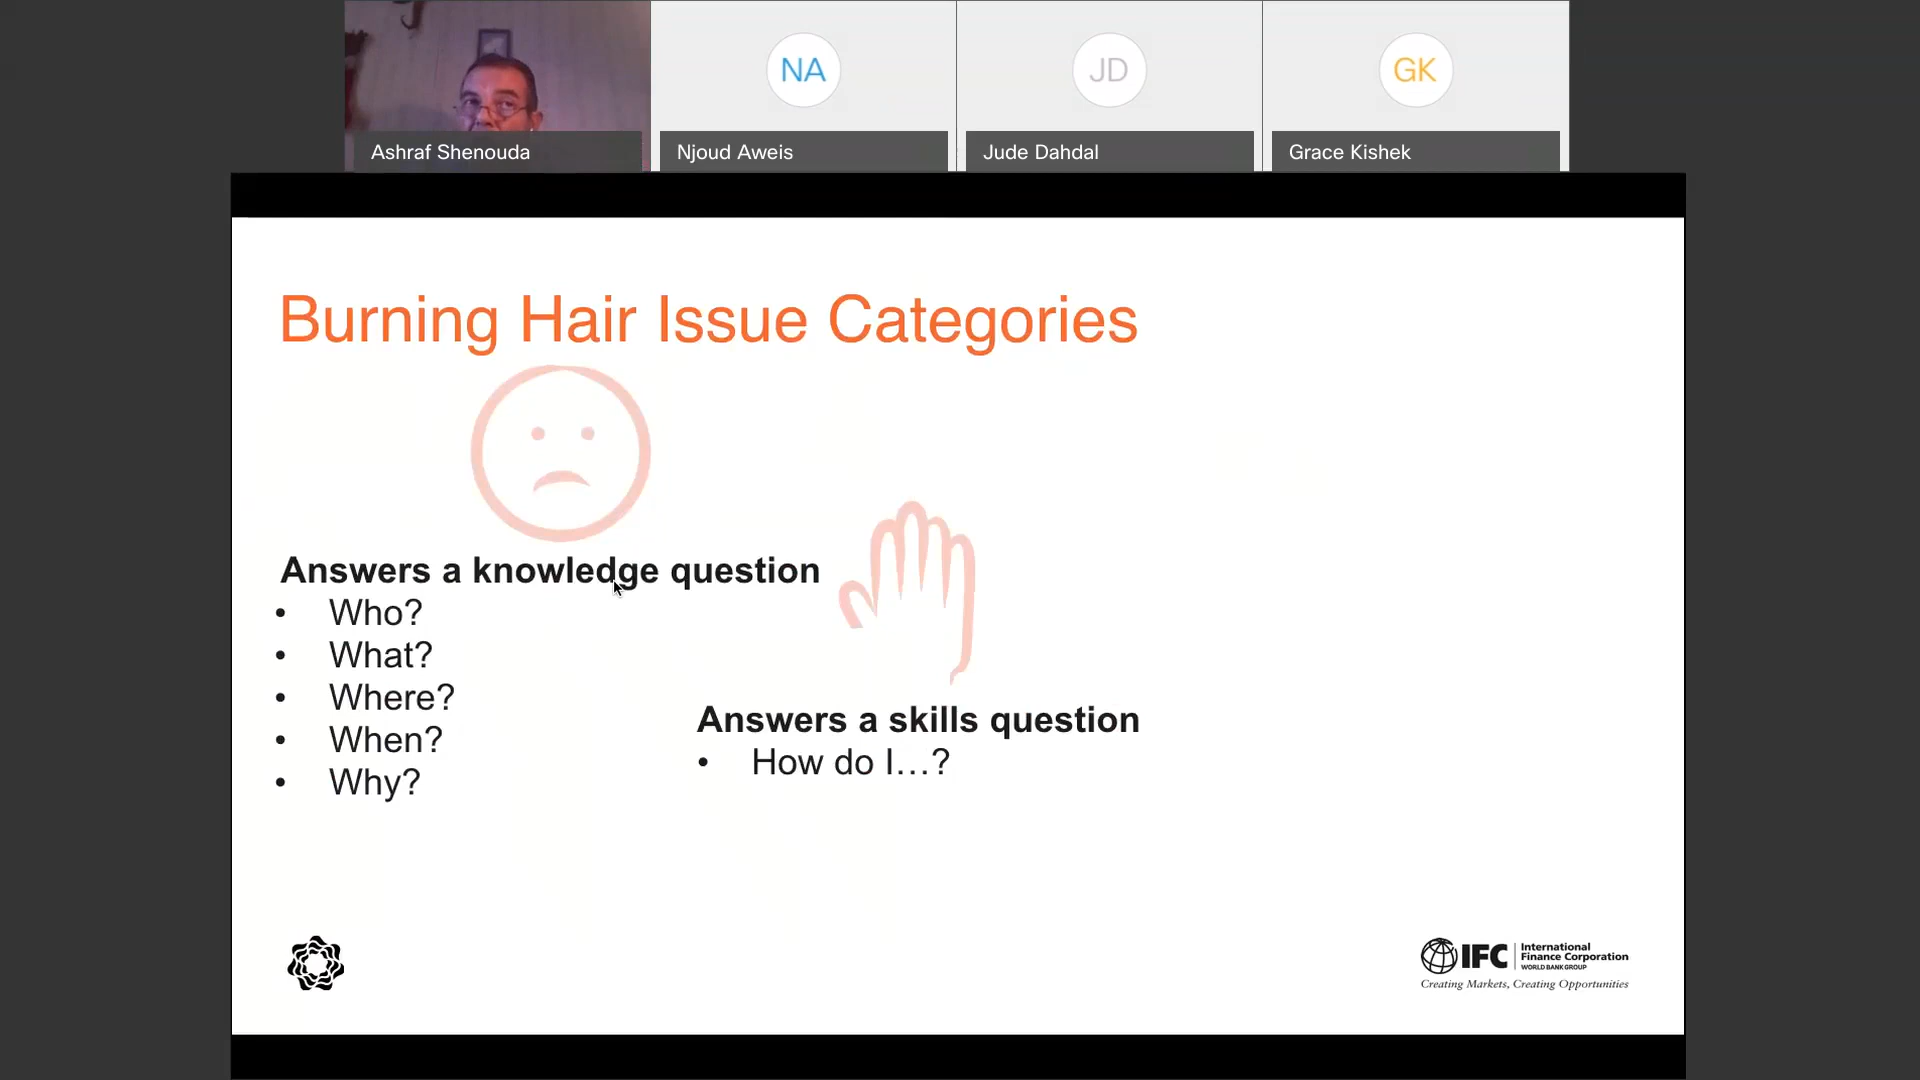 NA
JD
GK
Ashraf Shenouda
Njoud Aweis
Jude Dahdal
Grace Kishek
Burning Hair Issue Categories
Answers a knowledge question
• Who?
• What?
• Where?
• When?
• Why?
Answers a skills question
• How do I…?
IFC
International
Finance Corporation
WORLD BANK GROUP
Creating Markets, Creating Opportunities